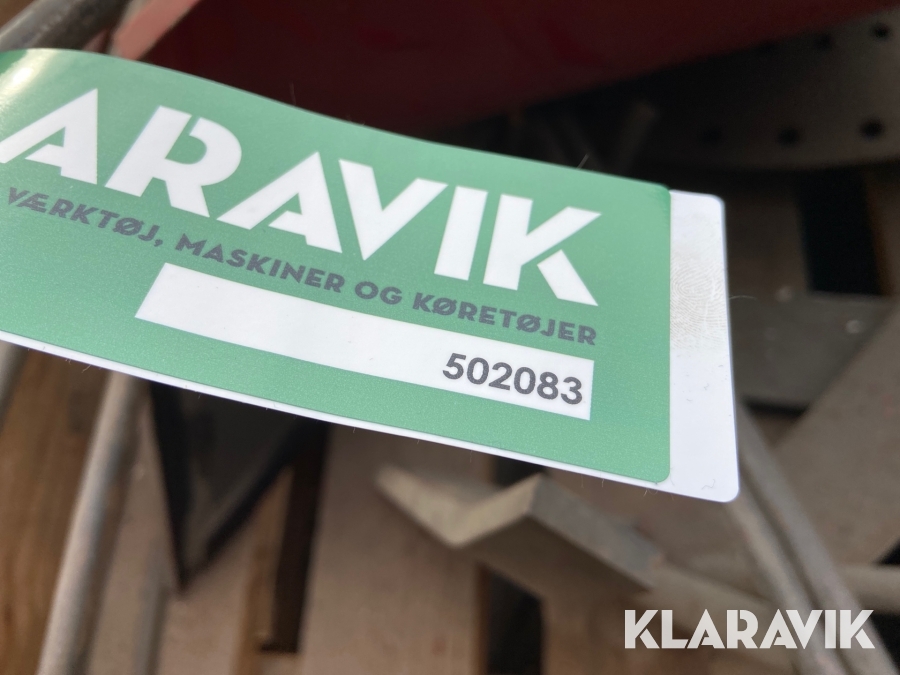 ARAVIK
VÆRKTØJ, MASKINER OG KØRETØJER
502083
KLARAVIK